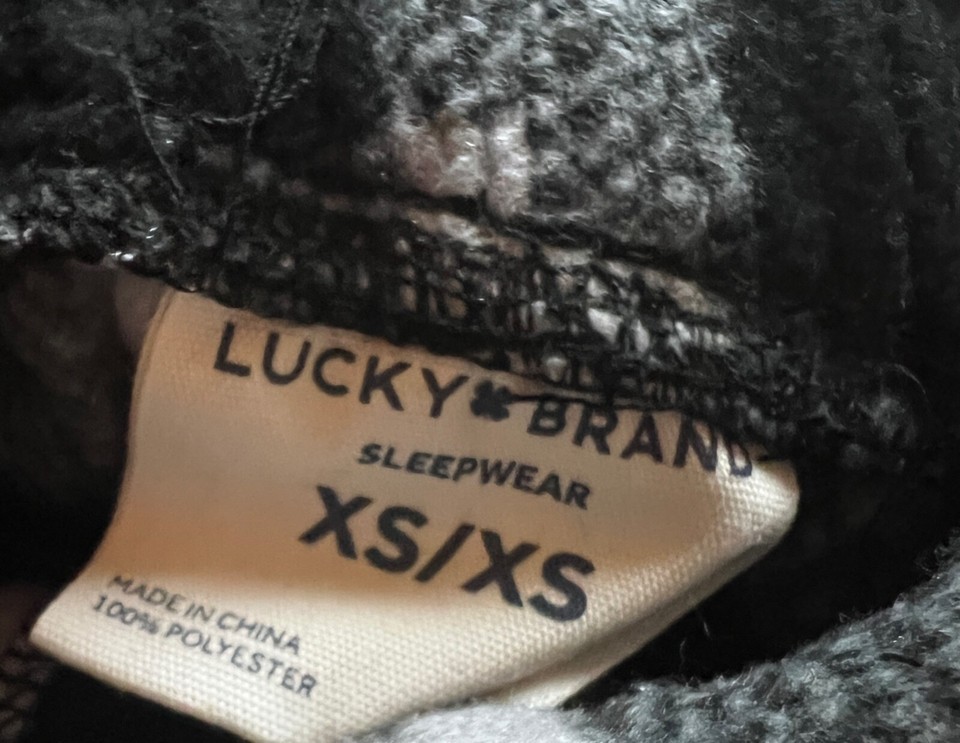 LUCKY BRAND
SLEEPWEAR
XS/XS
MADE IN CHINA
100% POLYESTER